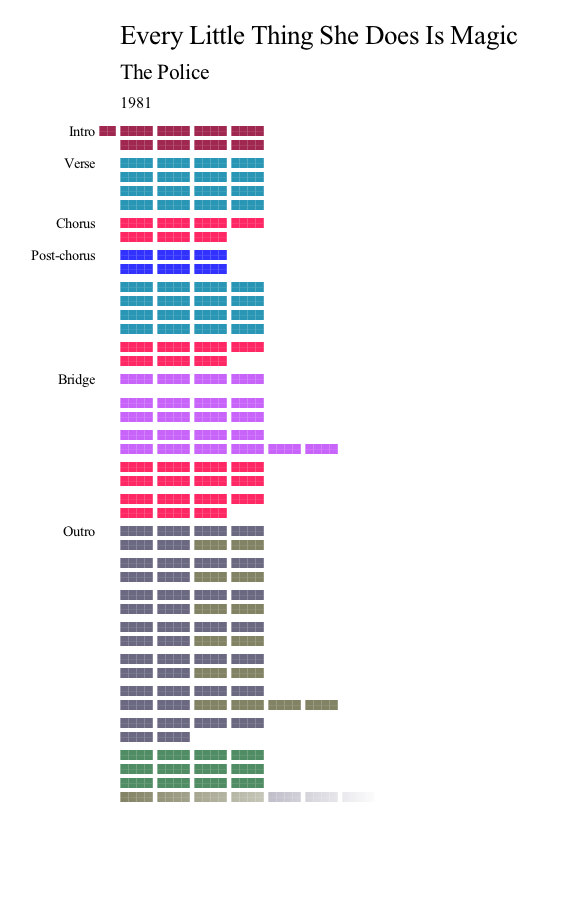 Every Little Thing She Does Is Magic
The Police
1981
Intro
Verse
Chorus
Post-chorus
Bridge
Outro